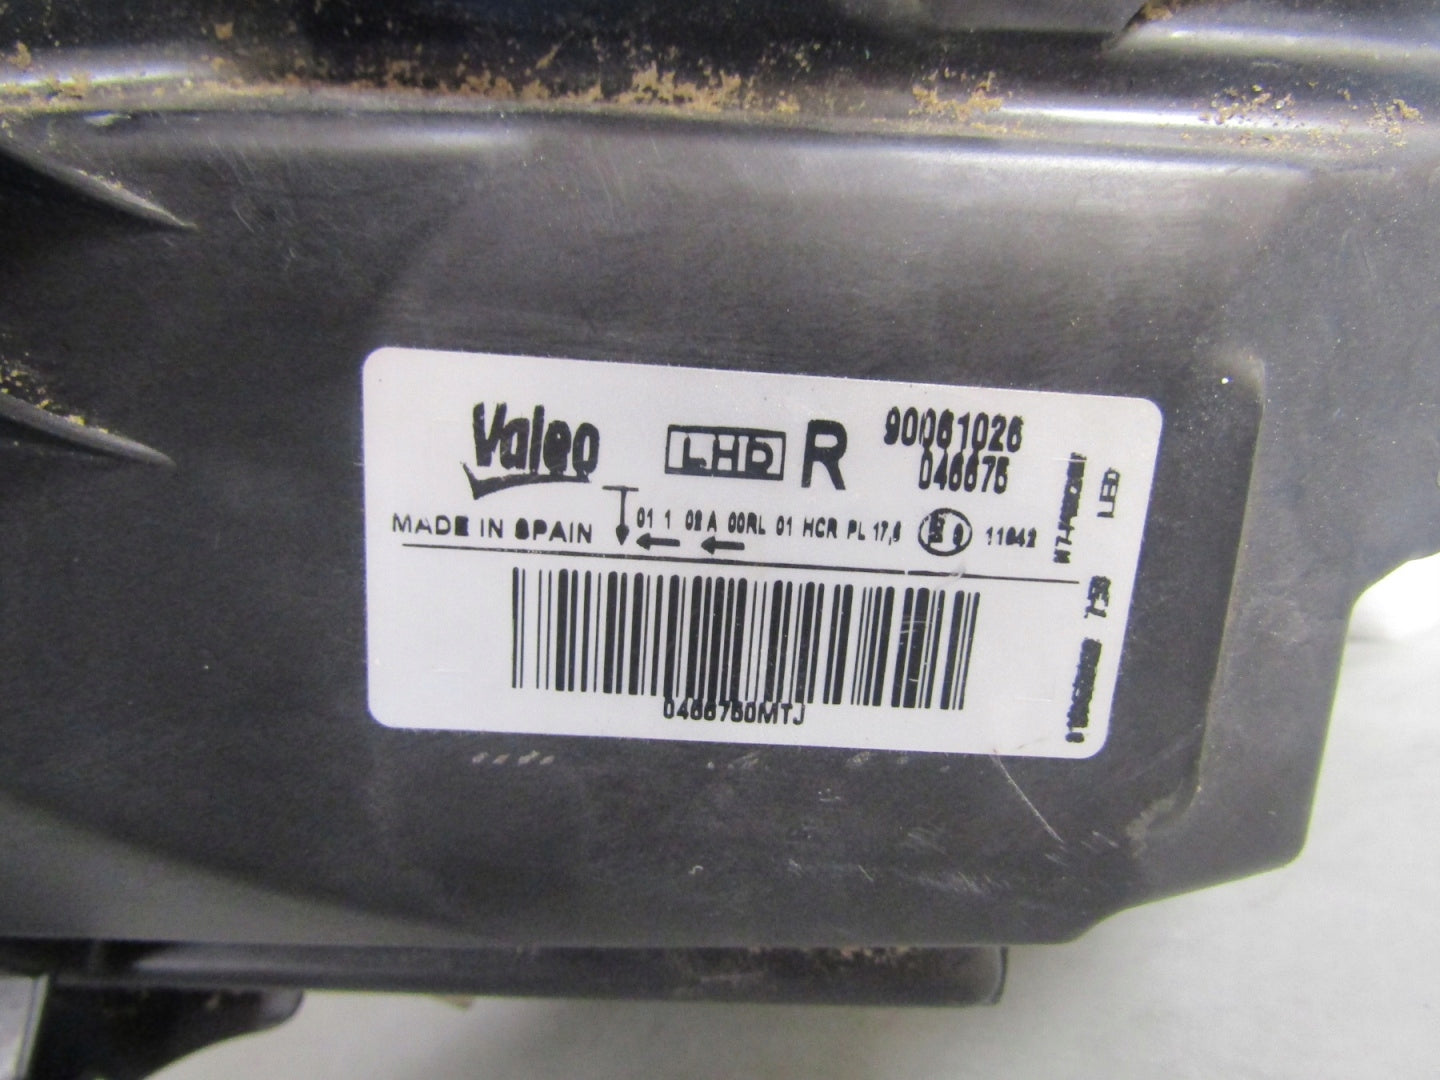 Valeo LHD R 90061026
046675
MADE IN SPAIN 01 1 02 A 00RL 01 HCR PL 17,5 E 9 11642
LED
0466750MTJ